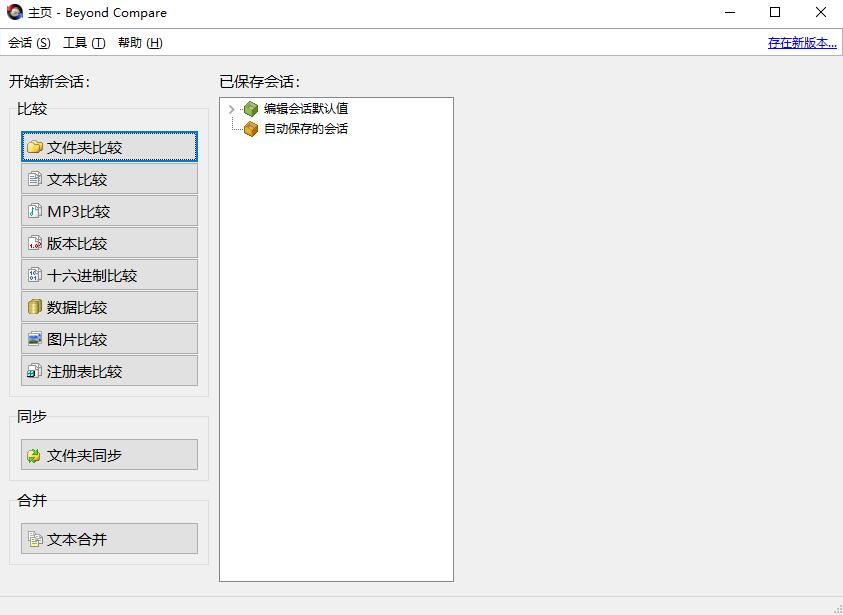 主页 - Beyond Compare
会话 (S) 工具 (T) 帮助 (H)
存在新版本...
开始新会话:
比较
文件夹比较
文本比较
MP3比较
版本比较
十六进制比较
数据比较
图片比较
注册表比较
同步
文件夹同步
合并
文本合并
已保存会话:
编辑会话默认值
自动保存的会话